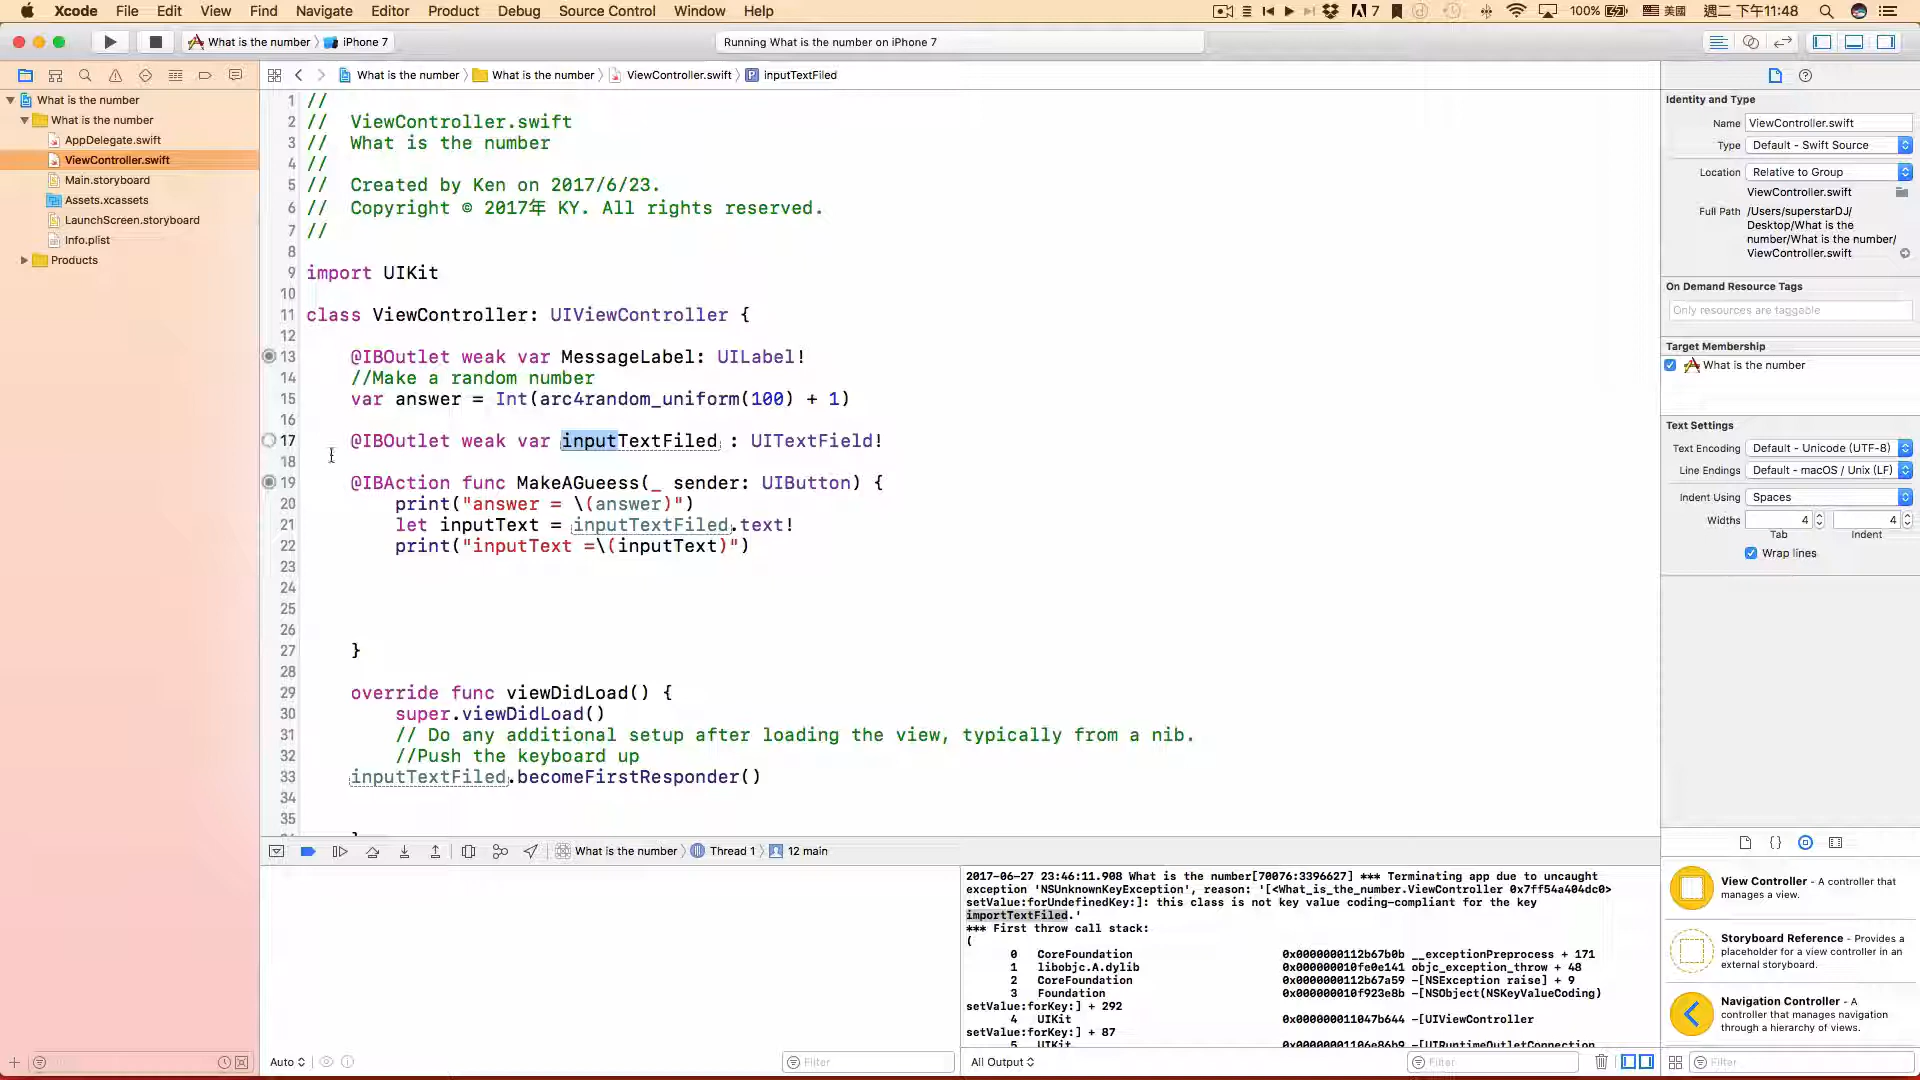 Xcode File Edit View Find Navigate Editor Product Debug Source Control Window Help
7 100% 美國 週二 下午11:48
What is the number iPhone 7
Running What is the number on iPhone 7
What is the number What is the number ViewController.swift inputTextFiled
What is the number
What is the number
AppDelegate.swift
ViewController.swift
Main.storyboard
Assets.xcassets
LaunchScreen.storyboard
Info.plist
Products
1 //
2 // ViewController.swift
3 // What is the number
4 //
5 // Created by Ken on 2017/6/23.
6 // Copyright © 2017年 KY. All rights reserved.
7 //
8
9 import UIKit
10
11 class ViewController: UIViewController {
12
13 @IBOutlet weak var MessageLabel: UILabel!
14 //Make a random number
15 var answer = Int(arc4random_uniform(100) + 1)
16
17 @IBOutlet weak var inputTextFiled : UITextField!
18
19 @IBAction func MakeAGueess(_ sender: UIButton) {
20 print("answer = \(answer)")
21 let inputText = inputTextFiled.text!
22 print("inputText =\(inputText)")
23
24
25
26
27 }
28
29 override func viewDidLoad() {
30 super.viewDidLoad()
31 // Do any additional setup after loading the view, typically from a nib.
32 //Push the keyboard up
33 inputTextFiled.becomeFirstResponder()
34
35
Identity and Type
Name ViewController.swift
Type Default - Swift Source
Location Relative to Group
ViewController.swift
Full Path /Users/superstarDJ/
Desktop/What is the
number/What is the number/
ViewController.swift
On Demand Resource Tags
Only resources are taggable
Target Membership
What is the number
Text Settings
Text Encoding Default - Unicode (UTF-8)
Line Endings Default - macOS / Unix (LF)
Indent Using Spaces
Widths 4 4
Tab Indent
Wrap lines
What is the number Thread 1 12 main
2017-06-27 23:46:11.908 What is the number[70076:3396627] *** Terminating app due to uncaught
exception 'NSUnknownKeyException', reason: '[<What_is_the_number.ViewController 0x7ff54a404dc0>
setValue:forUndefinedKey:]: this class is not key value coding-compliant for the key
importTextFiled.'
*** First throw call stack:
(
0 CoreFoundation 0x0000000112b67b0b __exceptionPreprocess + 171
1 libobjc.A.dylib 0x000000010fe0e141 objc_exception_throw + 48
2 CoreFoundation 0x0000000112b67a59 -[NSException raise] + 9
3 Foundation 0x000000010f923e8b -[NSObject(NSKeyValueCoding)
setValue:forKey:] + 292
4 UIKit 0x000000011047b644 -[UIViewController
setValue:forKey:] + 87
5 UIKit 0x00000001106e86b9 -[UIRuntimeOutletConnection
View Controller - A controller that
manages a view.
Storyboard Reference - Provides a
placeholder for a view controller in an
external storyboard.
Navigation Controller - A
controller that manages navigation
through a hierarchy of views.
Auto Filter All Output Filter Filter